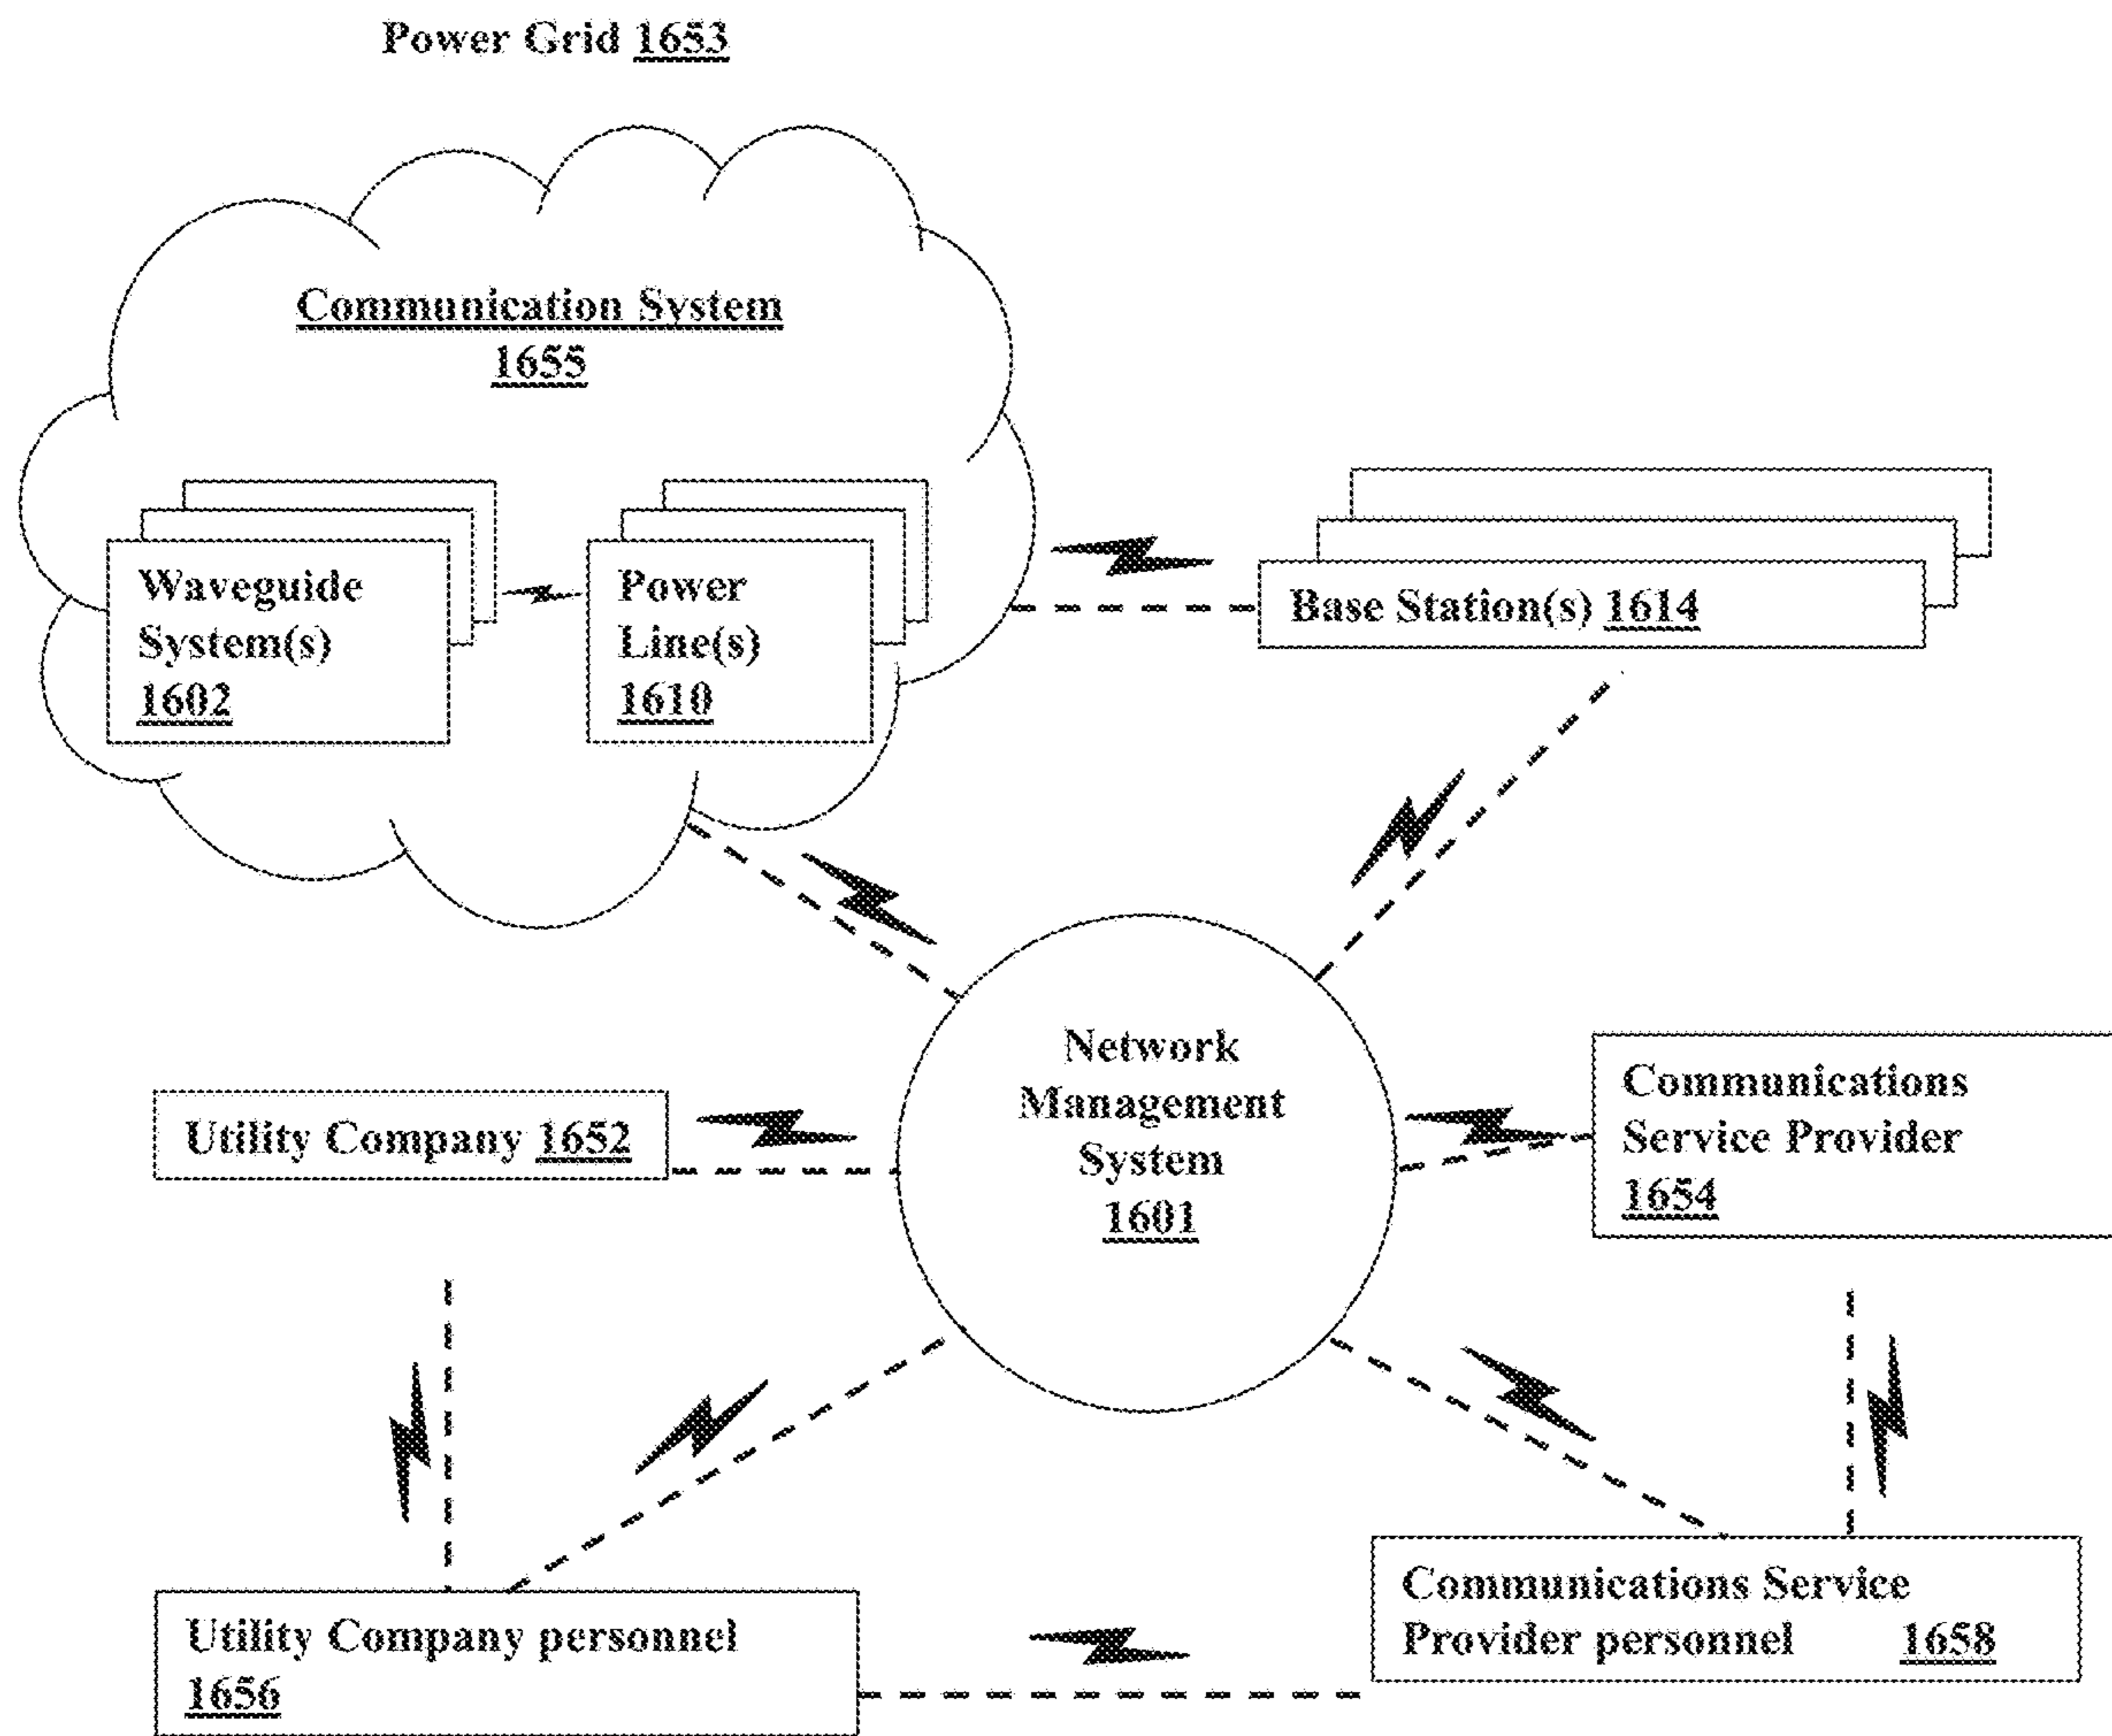 Power Grid 1653
Communication System
1655
Waveguide
System(s)
1602
Power
Line(s)
1610
Base Station(s) 1614
Network
Management
System
1601
Utility Company 1652
Communications
Service Provider
1654
Utility Company personnel
1656
Communications Service
Provider personnel 1658